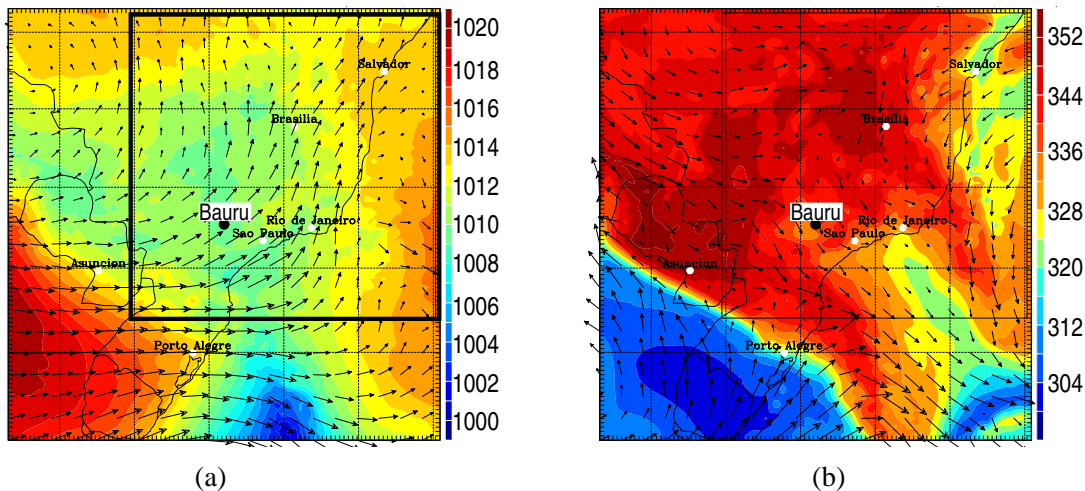 1020
1018
1016
1014
1012
1010
1008
1006
1004
1002
1000
Salvador
Brasilia
Bauru
Rio de Janeiro
Sao Paulo
Asuncion
Porto Alegre
(a)
352
344
336
328
320
312
304
Salvador
Brasilia
Bauru
Rio de Janeiro
Sao Paulo
Asuncion
Porto Alegre
(b)